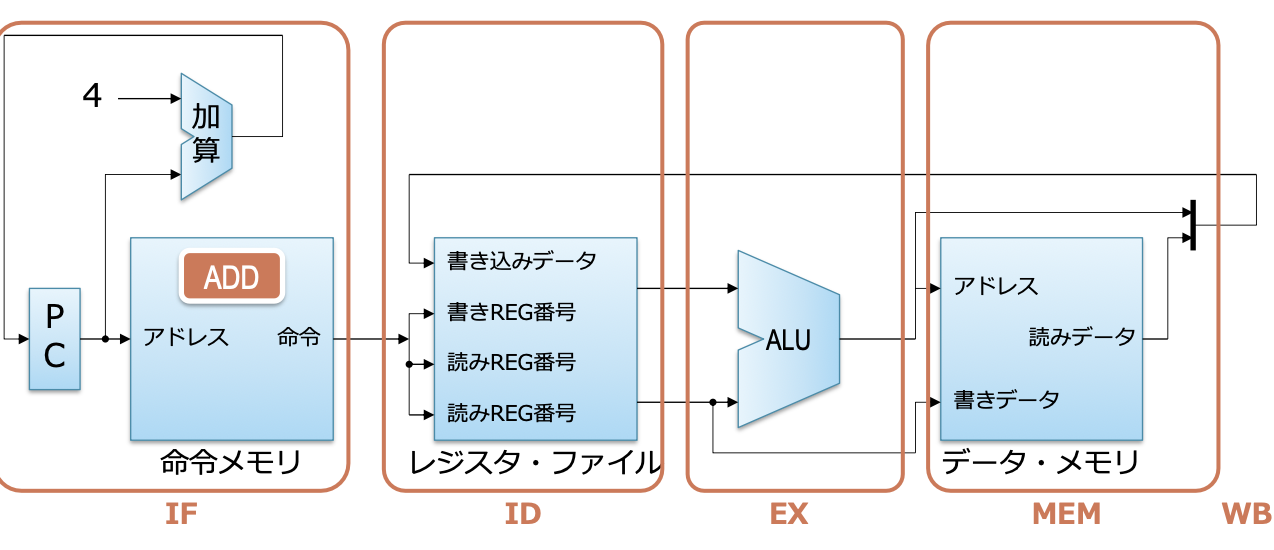 4
加
算
ADD
P
C
アドレス
命令
命令メモリ
IF
書き込みデータ
書きREG番号
読みREG番号
読みREG番号
レジスタ・ファイル
ID
ALU
EX
アドレス
読みデータ
書きデータ
データ・メモリ
MEM
WB